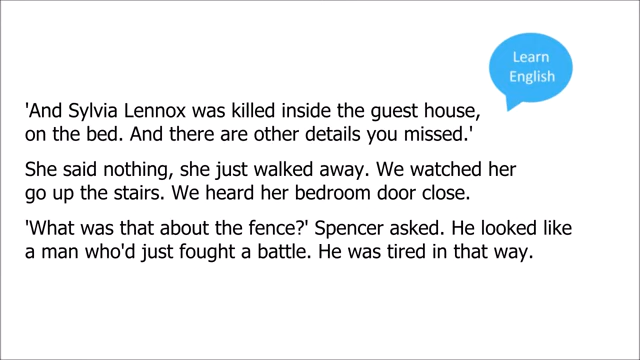 Learn
English
'And Sylvia Lennox was killed inside the guest house,
on the bed. And there are other details you missed.'
She said nothing, she just walked away. We watched her
go up the stairs. We heard her bedroom door close.
'What was that about the fence?' Spencer asked. He looked like
a man who'd just fought a battle. He was tired in that way.